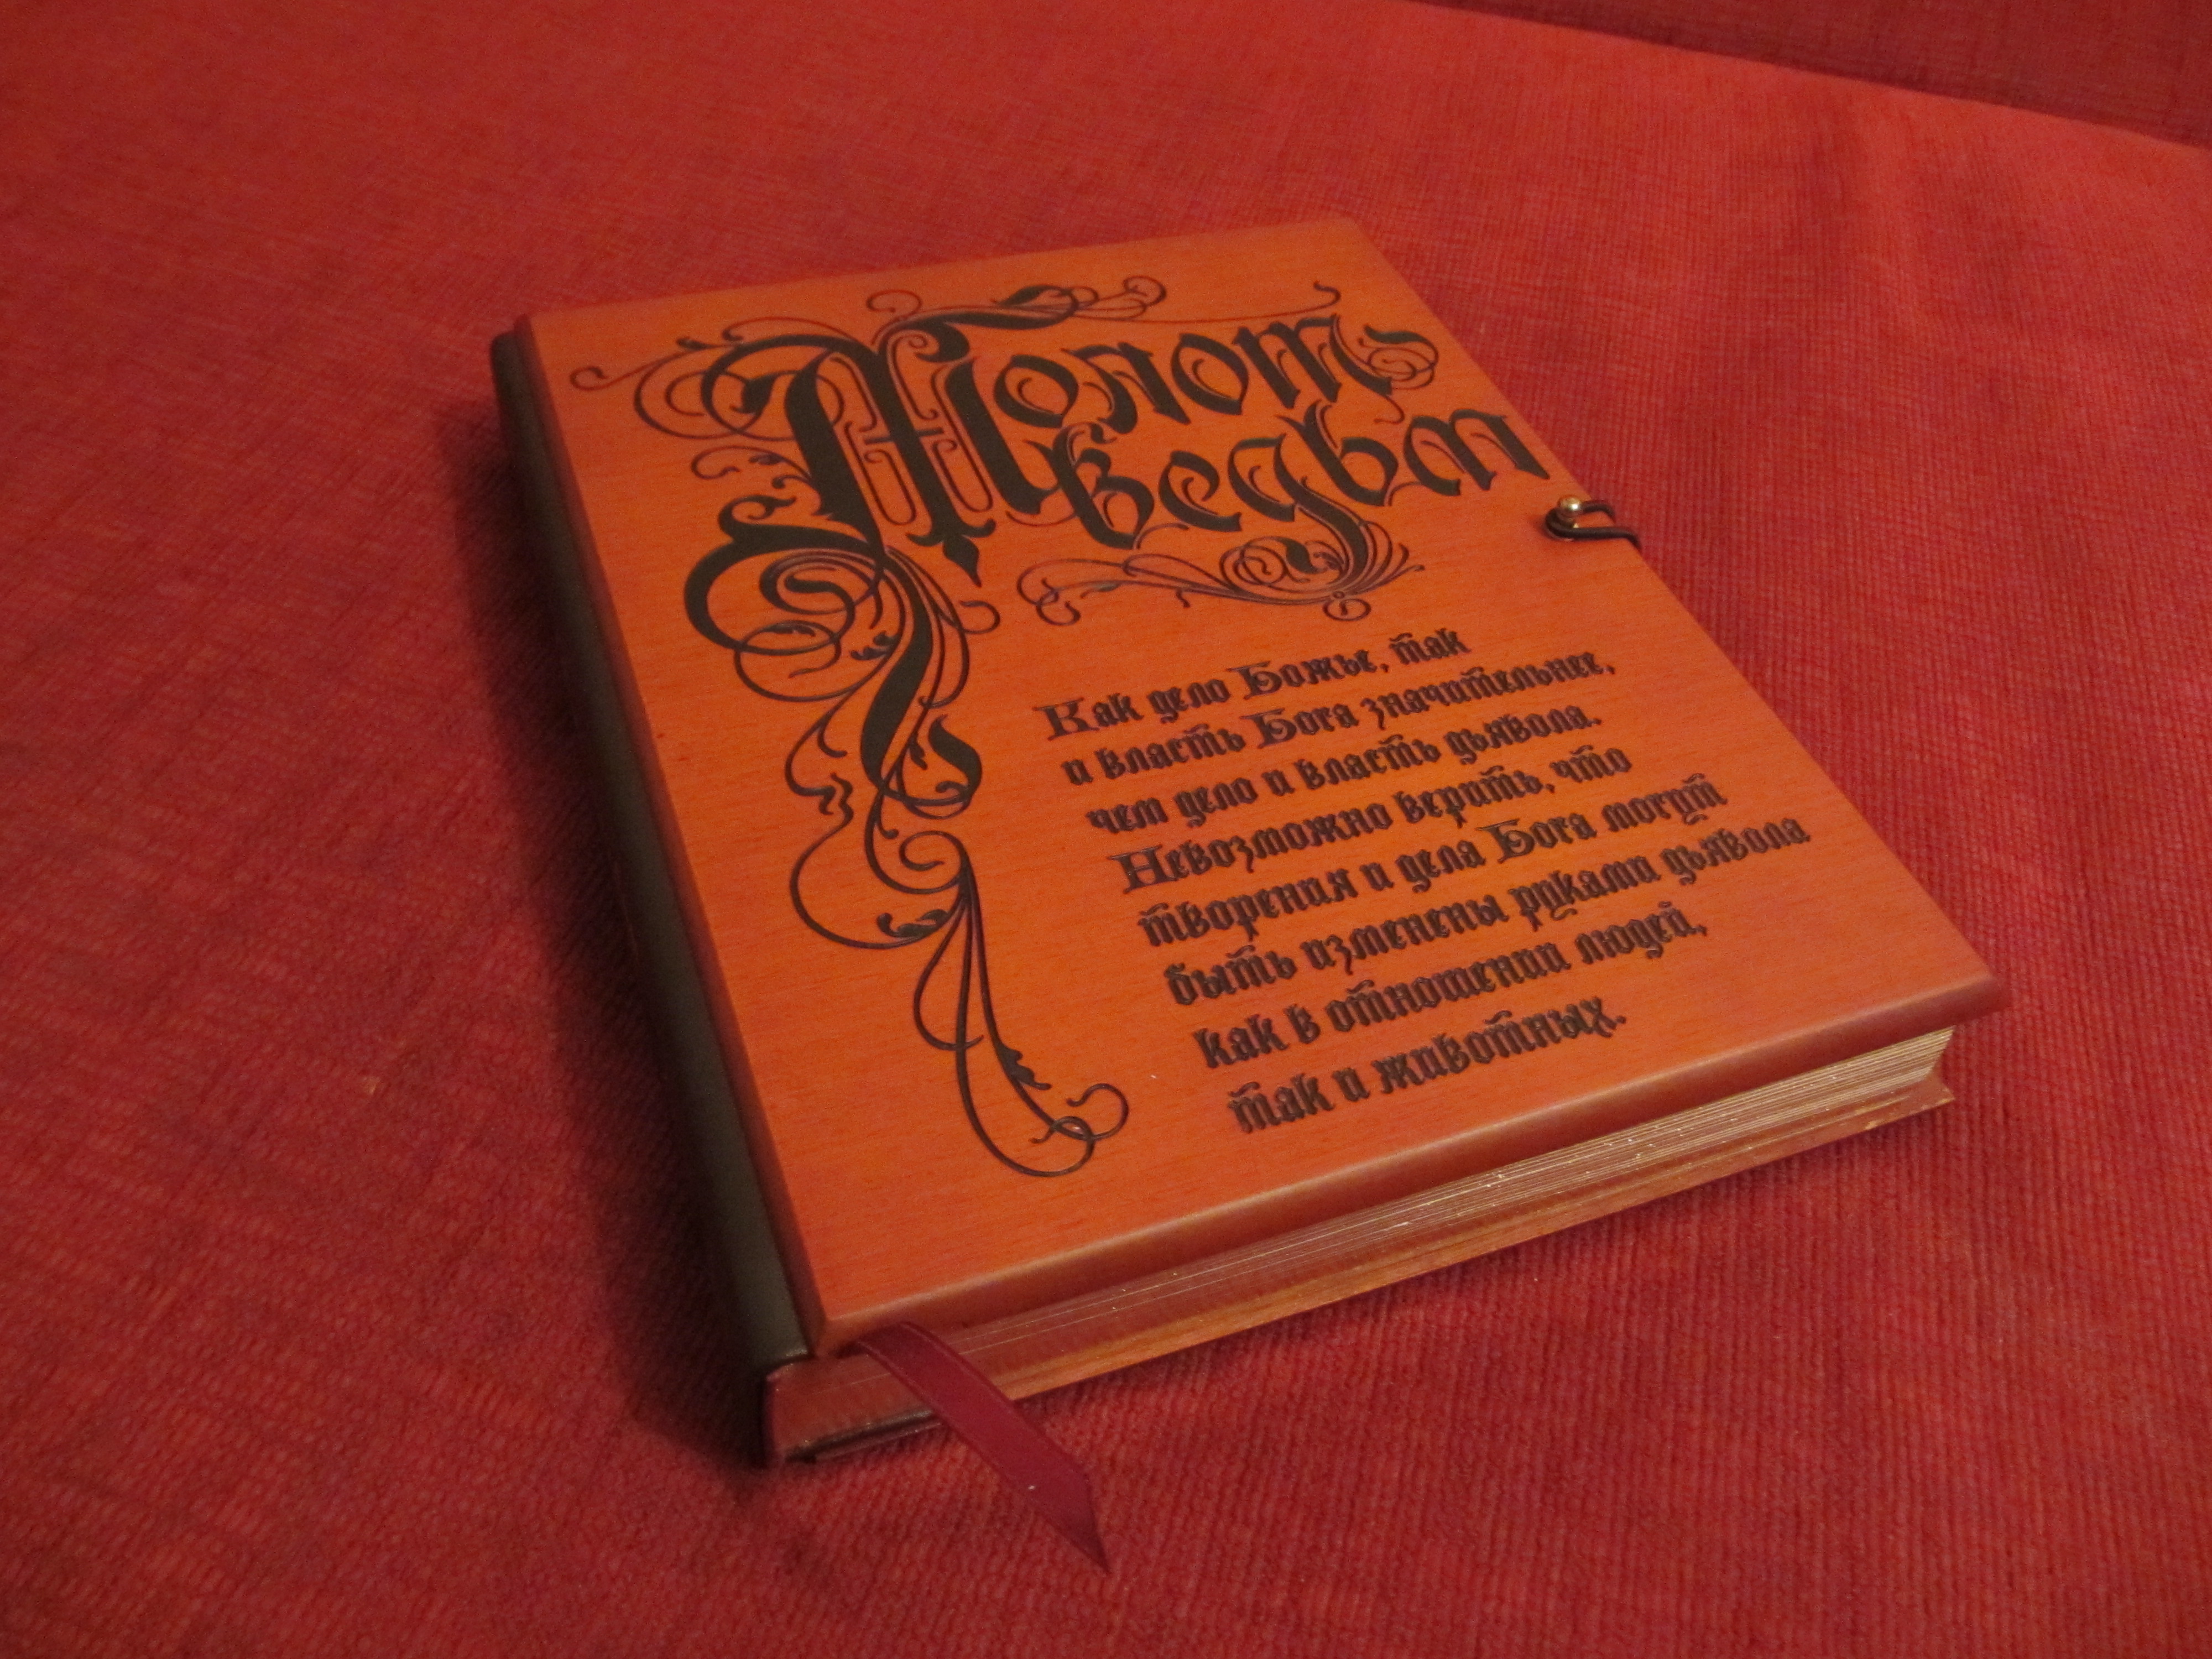 Молотъ
ведьм
Как дело Божье, так
и власть Бога значительнее,
чем дело и власть дьявола.
Невозможно верить, что
творения и дела Бога могут
быть изменены руками дьявола
как в отношении людей,
так и животных.